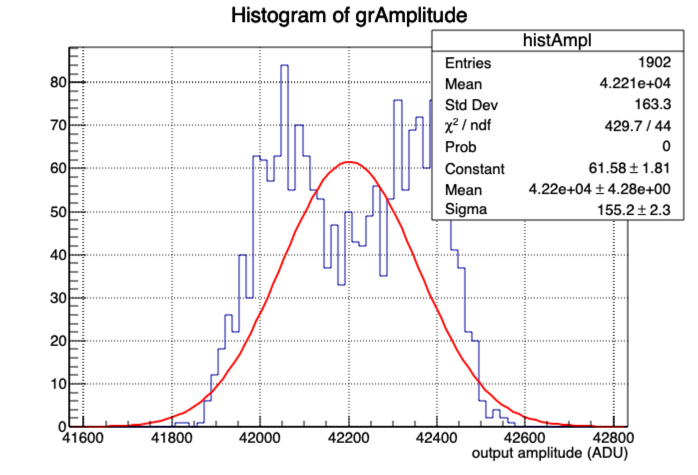 Histogram of grAmplitude
histAmpl
Entries 1902
Mean 4.221e+04
Std Dev 163.3
χ² / ndf 429.7 / 44
Prob 0
Constant 61.58 ± 1.81
Mean 4.22e+04 ± 4.28e+00
Sigma 155.2 ± 2.3
80
70
60
50
40
30
20
10
0
41600 41800 42000 42200 42400 42600 42800
output amplitude (ADU)